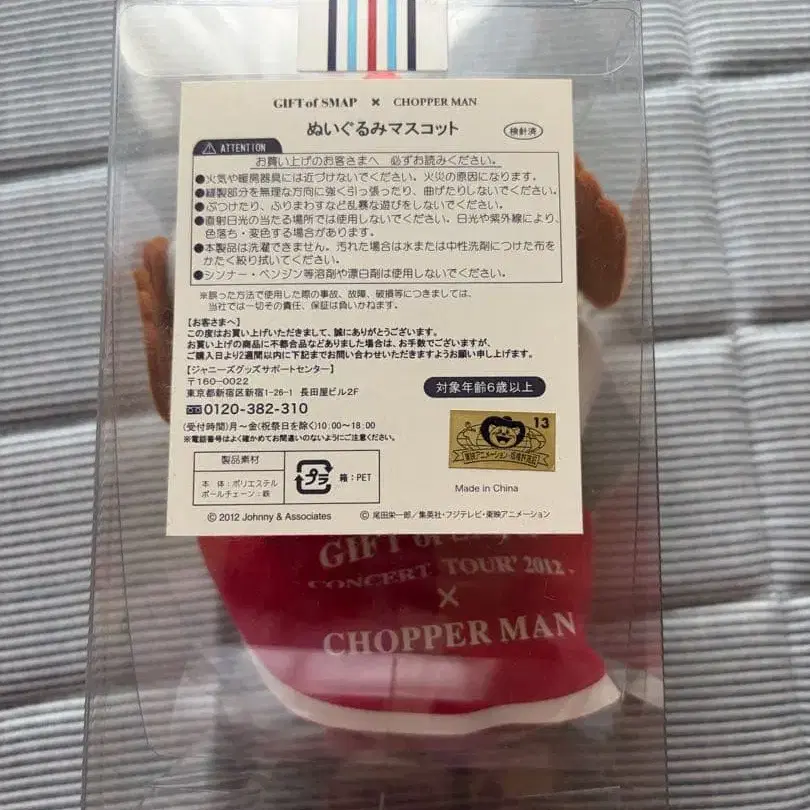 GIFT of SMAP × CHOPPER MAN
ぬいぐるみマスコット
検針済
ATTENTION
お買い上げのお客さまへ 必ずお読みください。
●火気や暖房器具には近づけないでください。火災の原因になります。
●縫製部分を無理な方向に強く引っ張ったり、曲げたりしないでください。
●ぶつけたり、ふりまわすなど乱暴な遊びをしないでください。
●直射日光の当たる場所では使用しないでください。日光や紫外線により、
色落ち・変色する場合があります。
●本製品は洗濯できません。汚れた場合は水または中性洗剤につけた布を
かたく絞り拭いてください。
●シンナー・ベンジン等溶剤や漂白剤は使用しないでください。
※誤った方法で使用した際の事故、故障、破損等につきましては、
当社では一切その責任、保証は負いかねます。
【お客さまへ】
この度はお買い上げいただきまして、誠にありがとうございます。
お買い上げの商品に不都合品などありました場合は、お手数でございますが、
ご購入日より2週間以内に下記までお問い合わせいただきますようお願い申し上げます。
【ジャニーズグッズサポートセンター】
〒160-0022
東京都新宿区新宿1-26-1 長田屋ビル2F
対象年齢6歳以上
☎0120-382-310
(受付時間)月～金(祝祭日を除く)10:00～18:00
※電話番号はよく確かめてお間違いのないようにご注意ください。
13
東映アニメーション・版権許諾証
製品素材
本 体：ポリエステル
ボールチェーン：鉄
プラ
箱：PET
Made in China
© 2012 Johnny & Associates
© 尾田栄一郎／集英社・フジテレビ・東映アニメーション
GIFT of
CONCERT TOUR' 2012
×
CHOPPER MAN